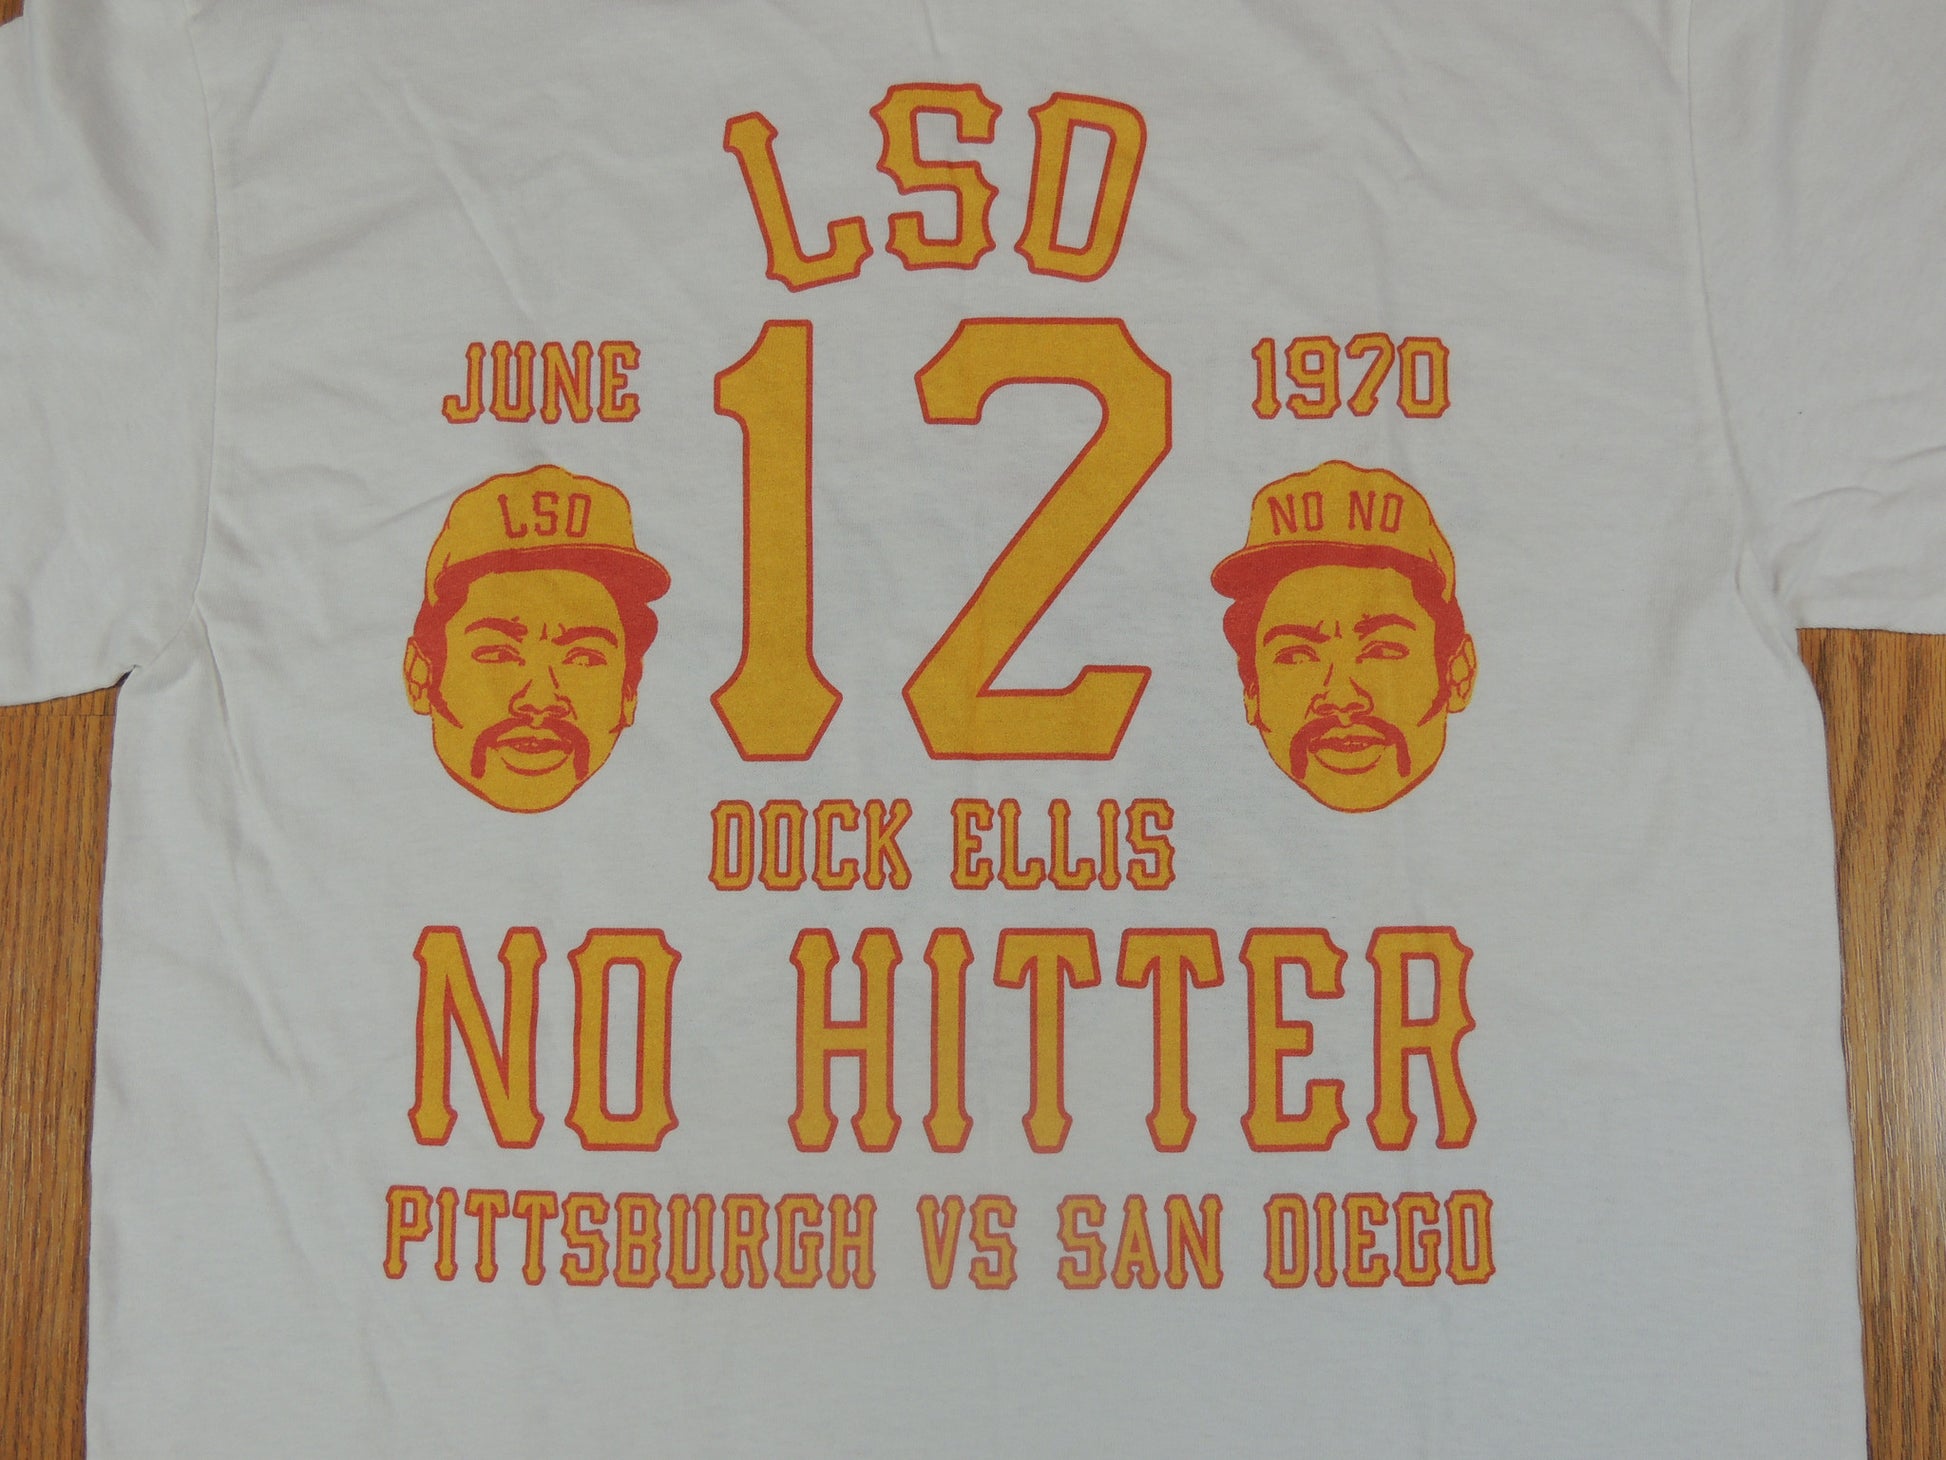 LSD
JUNE 12 1970
LSD NO NO
DOCK ELLIS
NO HITTER
PITTSBURGH VS SAN DIEGO